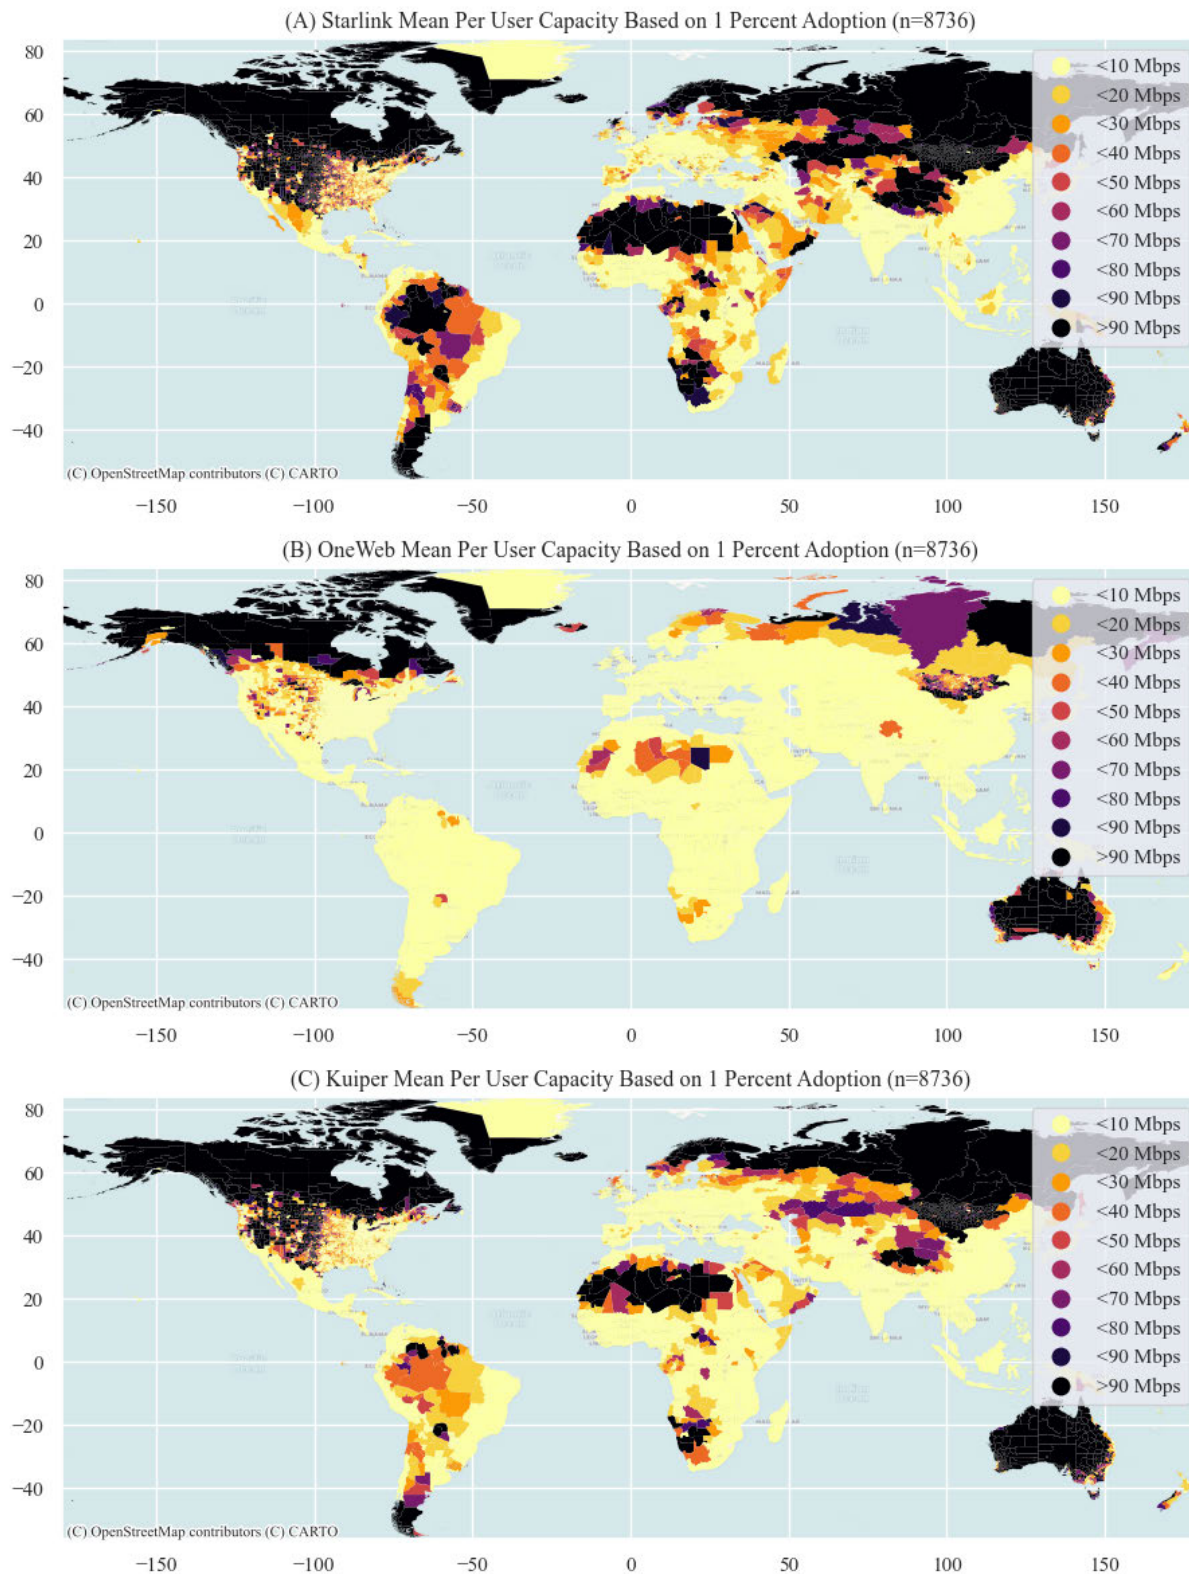 (A) Starlink Mean Per User Capacity Based on 1 Percent Adoption (n=8736)
80
60
40
20
0
−20
−40
<10 Mbps
<20 Mbps
<30 Mbps
<40 Mbps
<50 Mbps
<60 Mbps
<70 Mbps
<80 Mbps
<90 Mbps
>90 Mbps
(C) OpenStreetMap contributors (C) CARTO
−150 −100 −50 0 50 100 150
(B) OneWeb Mean Per User Capacity Based on 1 Percent Adoption (n=8736)
80
60
40
20
0
−20
−40
<10 Mbps
<20 Mbps
<30 Mbps
<40 Mbps
<50 Mbps
<60 Mbps
<70 Mbps
<80 Mbps
<90 Mbps
>90 Mbps
(C) OpenStreetMap contributors (C) CARTO
−150 −100 −50 0 50 100 150
(C) Kuiper Mean Per User Capacity Based on 1 Percent Adoption (n=8736)
80
60
40
20
0
−20
−40
<10 Mbps
<20 Mbps
<30 Mbps
<40 Mbps
<50 Mbps
<60 Mbps
<70 Mbps
<80 Mbps
<90 Mbps
>90 Mbps
(C) OpenStreetMap contributors (C) CARTO
−150 −100 −50 0 50 100 150